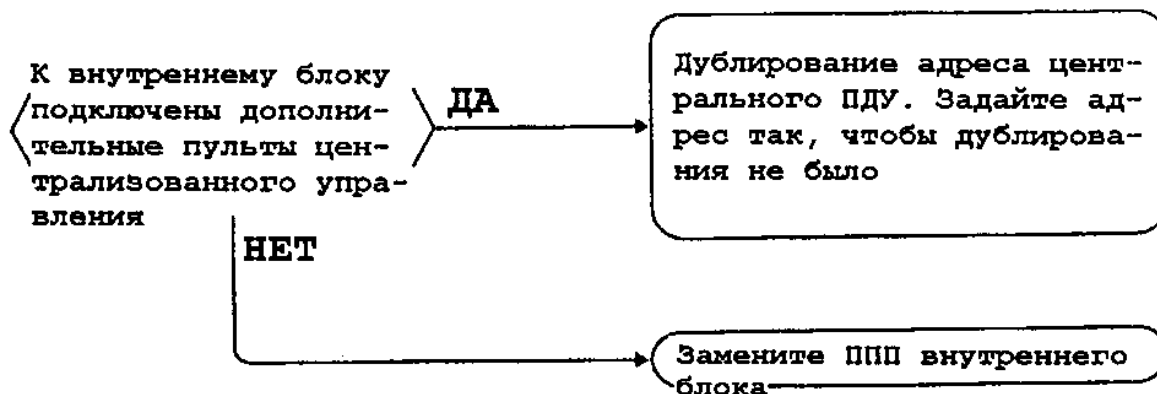 К внутреннему блоку
подключены дополни-
тельные пульты цен-
трализованного упра-
вления
ДА
Дублирование адреса цент-
рального ПДУ. Задайте ад-
рес так, чтобы дублирова-
ния не было
НЕТ
Замените ППП внутреннего
блока